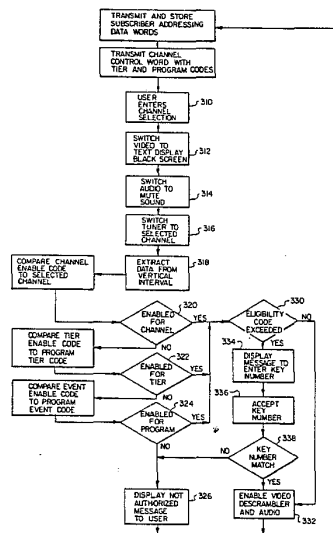 TRANSMIT AND STORE
SUBSCRIBER ADDRESSING
DATA WORDS
TRANSMIT CHANNEL
CONTROL WORD WITH
TIER AND PROGRAM CODES
310
USER
ENTERS
CHANNEL
SELECTION
312
SWITCH
VIDEO TO
TEXT DISPLAY
BLACK SCREEN
314
SWITCH
AUDIO TO
MUTE
SOUND
316
SWITCH
TUNER TO
SELECTED
CHANNEL
318
EXTRACT
DATA FROM
VERTICAL
INTERVAL
COMPARE CHANNEL
ENABLE CODE
TO SELECTED
CHANNEL
320
ENABLED
FOR
CHANNEL
YES
NO
COMPARE TIER
ENABLE CODE
TO PROGRAM
TIER CODE
322
ENABLED
FOR
TIER
YES
NO
COMPARE EVENT
ENABLE CODE
TO PROGRAM
EVENT CODE
324
ENABLED
FOR
PROGRAM
YES
NO
326
DISPLAY NOT
AUTHORIZED
MESSAGE
TO USER
330
ELIGIBILITY
CODE
EXCEEDED
NO
YES
334
DISPLAY
MESSAGE TO
ENTER KEY
NUMBER
336
ACCEPT
KEY
NUMBER
338
KEY
NUMBER
MATCH
NO
YES
ENABLE VIDEO
DESCRAMBLER
AND AUDIO
332